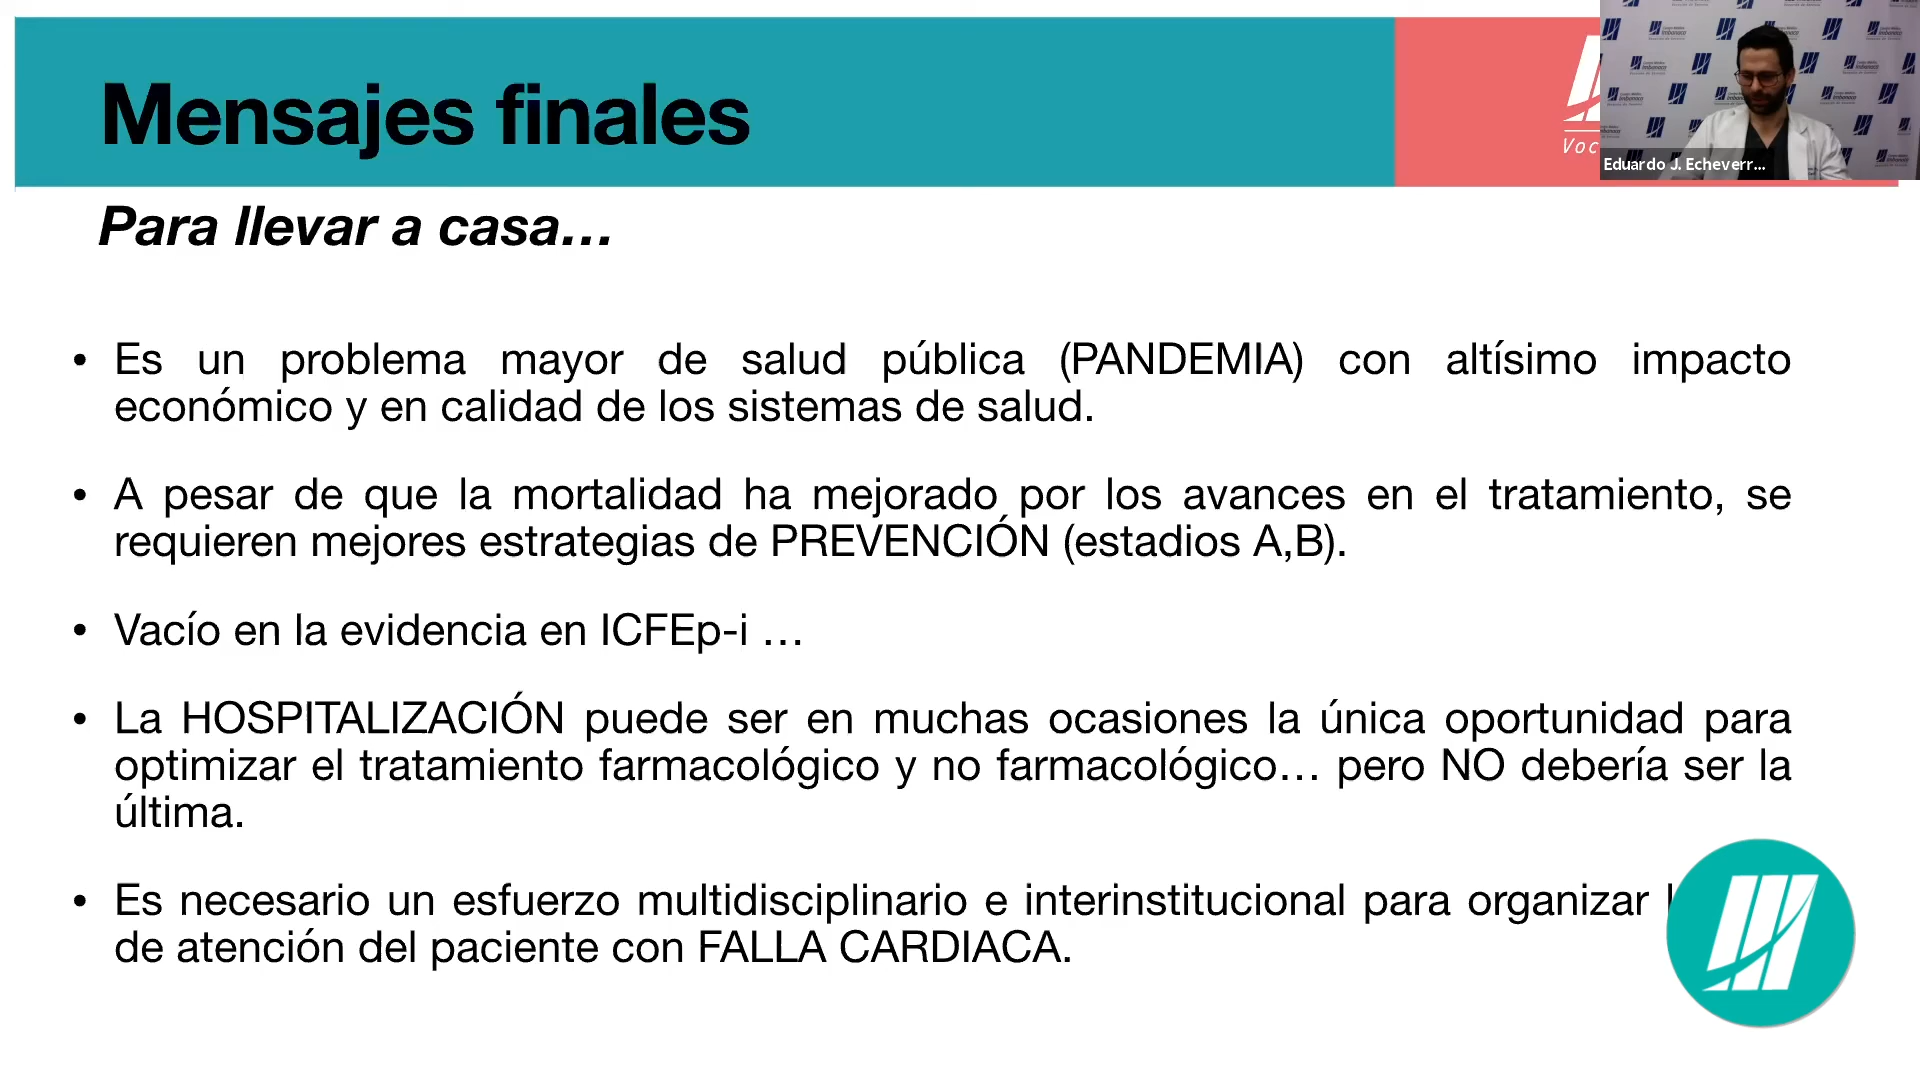 Mensajes finales
Voc
Eduardo J. Echeverr...
Para llevar a casa…
• Es un problema mayor de salud pública (PANDEMIA) con altísimo impacto
económico y en calidad de los sistemas de salud.
• A pesar de que la mortalidad ha mejorado por los avances en el tratamiento, se
requieren mejores estrategias de PREVENCIÓN (estadios A,B).
• Vacío en la evidencia en ICFEp-i …
• La HOSPITALIZACIÓN puede ser en muchas ocasiones la única oportunidad para
optimizar el tratamiento farmacológico y no farmacológico… pero NO debería ser la
última.
• Es necesario un esfuerzo multidisciplinario e interinstitucional para organizar
de atención del paciente con FALLA CARDIACA.